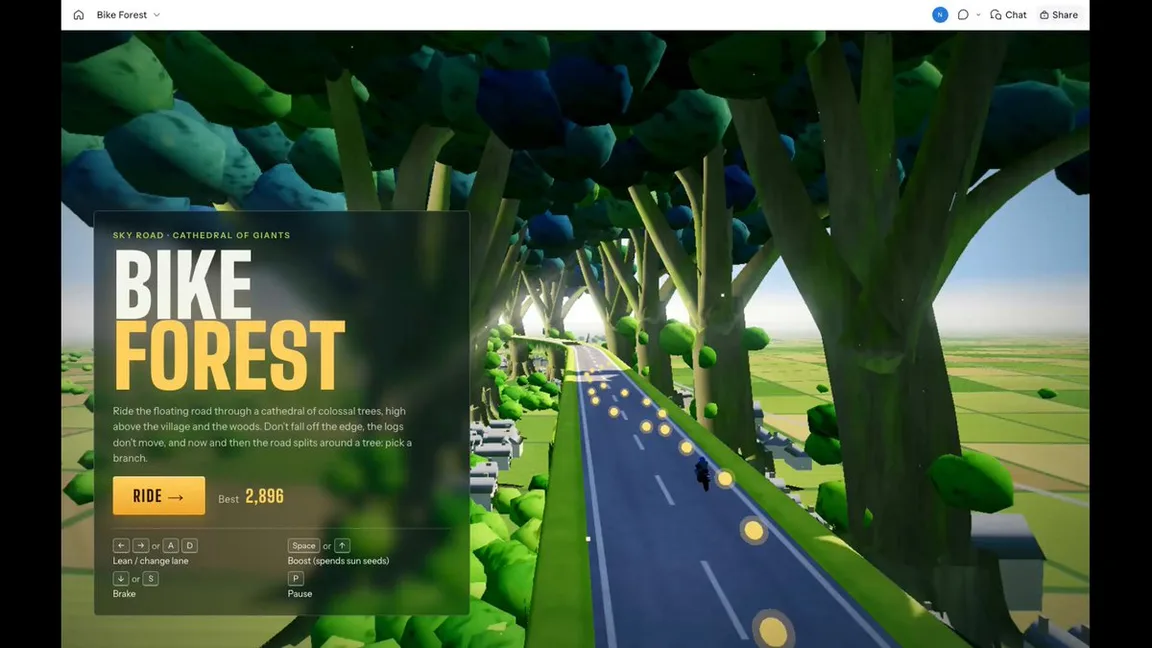 Bike Forest
N
Chat
Share
SKY ROAD · CATHEDRAL OF GIANTS
BIKE
FOREST
Ride the floating road through a cathedral of colossal trees, high
above the village and the woods. Don't fall off the edge, the logs
don't move, and now and then the road splits around a tree: pick a
branch.
RIDE →
Best 2,896
← → or A D
Lean / change lane
Space or ↑
Boost (spends sun seeds)
↓ or S
Brake
P
Pause